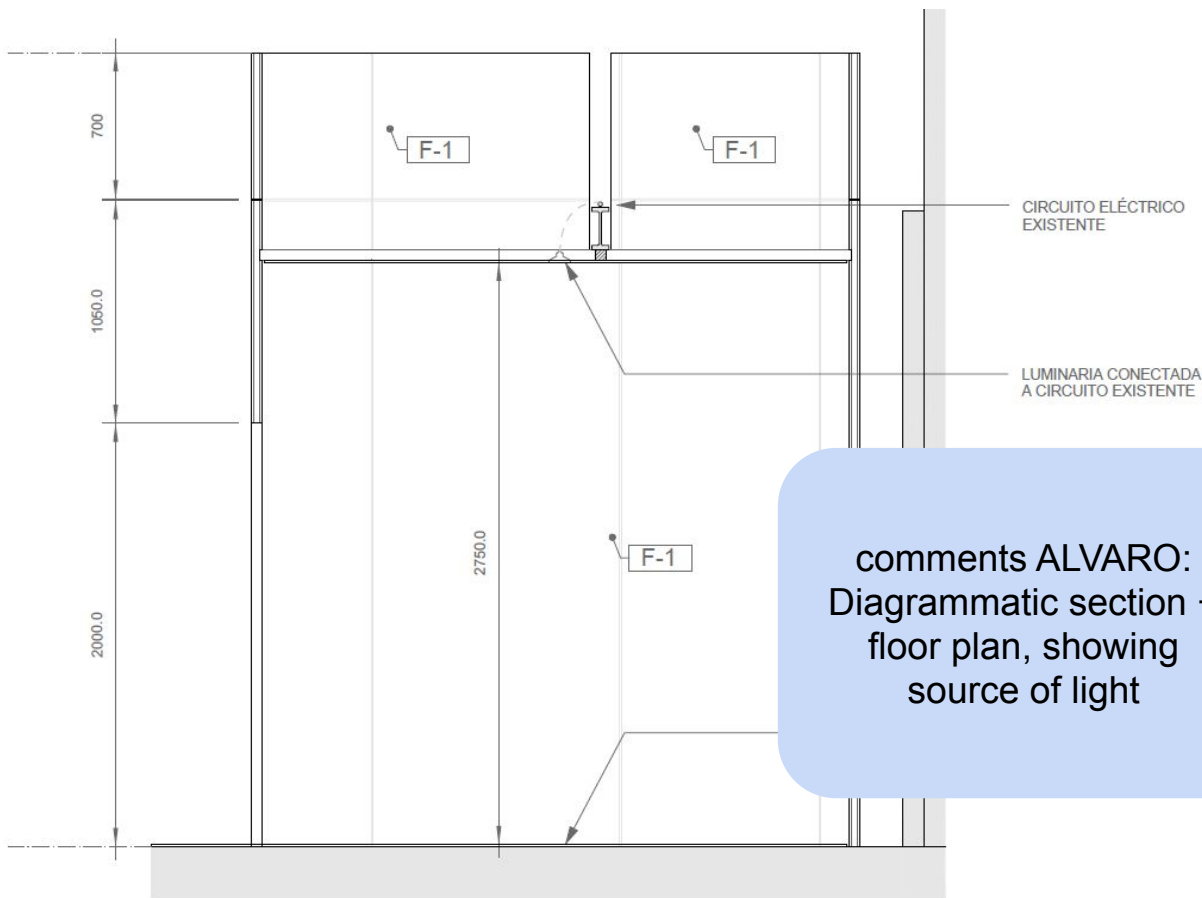 700
F-1
F-1
CIRCUITO ELÉCTRICO
EXISTENTE
1050.0
LUMINARIA CONECTADA
A CIRCUITO EXISTENTE
2000.0
2750.0
F-1
comments ALVARO:
Diagrammatic section +
floor plan, showing
source of light